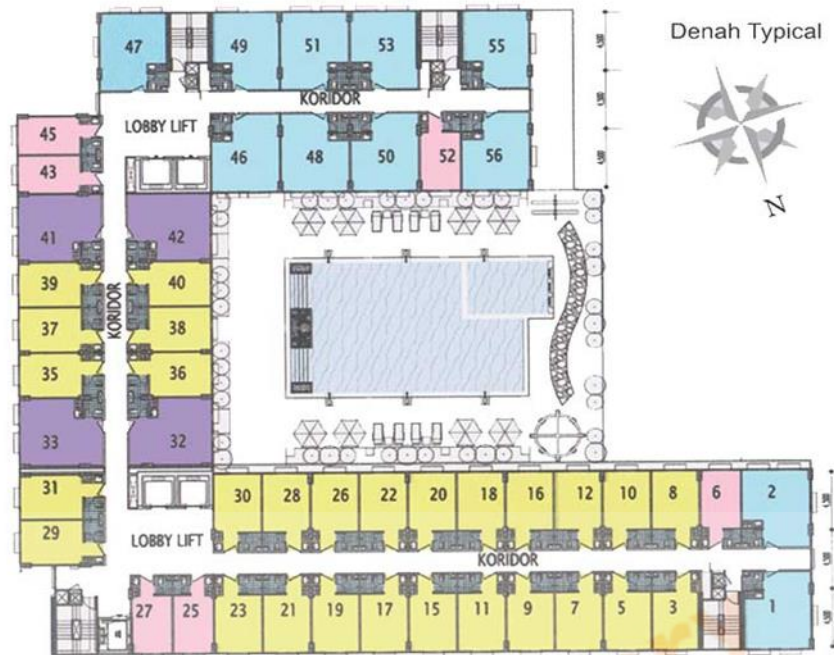 Denah Typical
N
47 49 51 53 55
KORIDOR
LOBBY LIFT
45
43
46 48 50 52 56
41 42
39 40
KORIDOR
37 38
35 36
33 32
31
29
30 28 26 22 20 18 16 12 10 8 6 2
LOBBY LIFT
KORIDOR
27 25 23 21 19 17 15 11 9 7 5 3 1